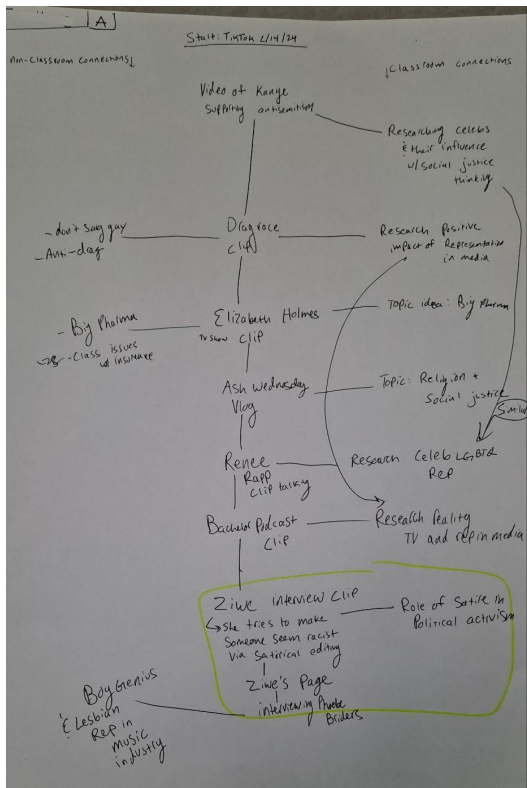 A
Start: TikTok 2/14/24
non-Classroom Connections↓
↓Classroom connections
Video of Kanye
supporting antisemitism
Researching celebs
& their influence
w/social justice
thinking
- don't say gay
- Anti-drag
Dragrace
clip
Research Positive
impact of Representation
in media
- Big Pharma
- Class issues
w/ insurance
Elizabeth Holmes
TV show clip
Topic idea: Big Pharma
Ash Wednesday
Vlog
Topic: Religion +
Social justice
Similar
Renee
Rapp
Clip talking
Research Celeb LGBTQ
Rep
Bachelor Podcast
Clip
Research Reality
TV and rep in media
Ziwe interview Clip
↳ She tries to make
Someone seem racist
via Satirical editing
Role of Satire in
Political activism
Ziwe's Page
interviewing Phoebe
Briders
Boy Genius
& Lesbian
Rep in
music
industry